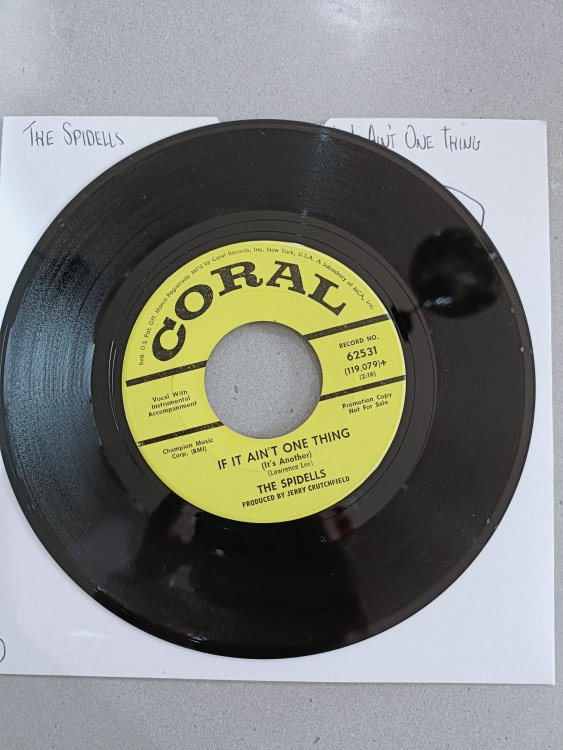 THE SPIDELLS
AIN'T ONE THING
Reg. U.S. Pat. Off. Marca Registrada MF'd by Coral Records, Inc. New York, U.S.A. A Subsidiary of MCA, Inc.
CORAL
RECORD NO.
62531
(119,079)+
(2:16)
Vocal With
Instrumental
Accompaniment
Promotion Copy
Not For Sale
Champion Music
Corp. (BMI)
IF IT AIN'T ONE THING
(It's Another)
(Lawrence Lee)
THE SPIDELLS
PRODUCED BY JERRY CRUTCHFIELD